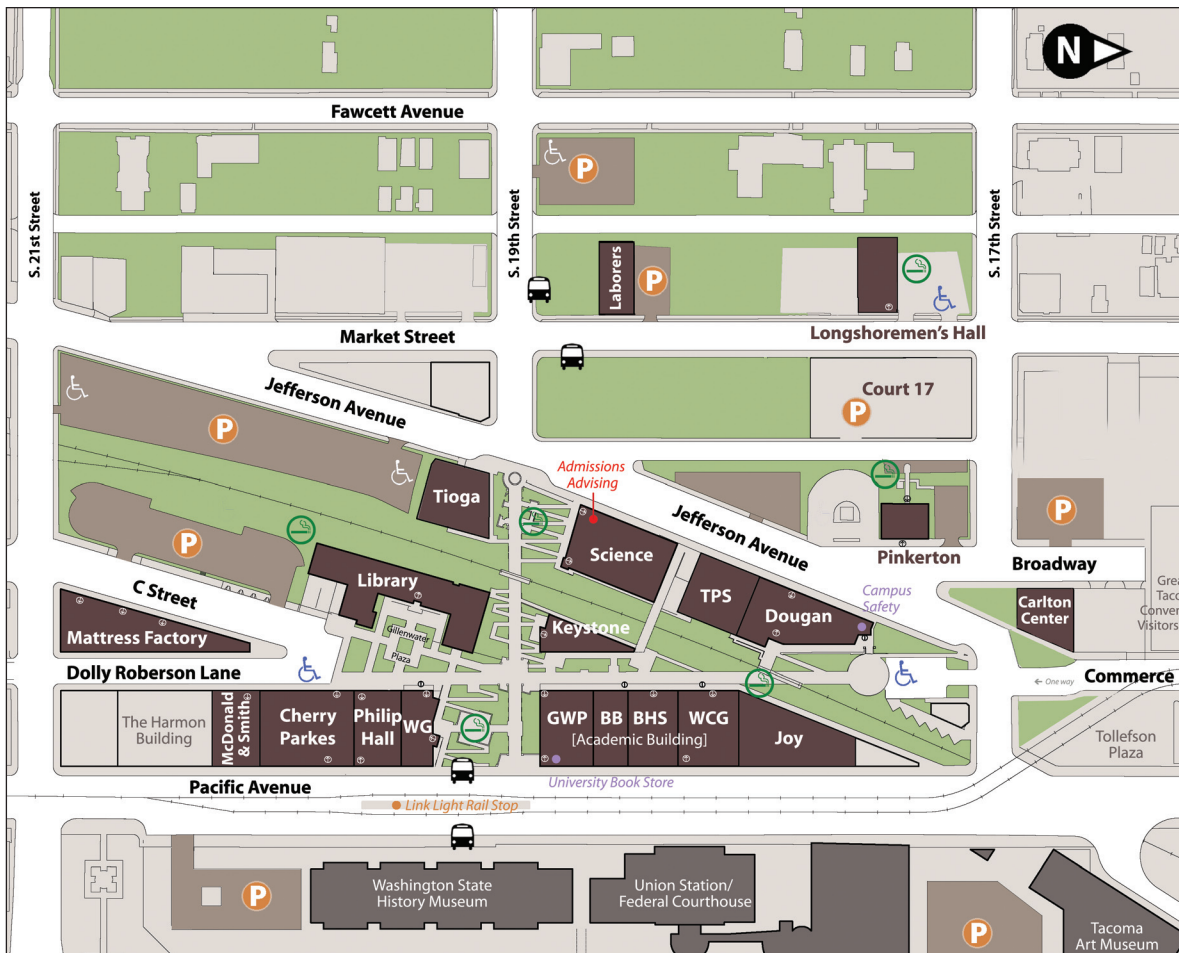 N
Fawcett Avenue
P
S. 21st Street
S. 19th Street
S. 17th Street
Laborers
P
Longshoremen's Hall
Market Street
Jefferson Avenue
Court 17
P
P
Tioga
Admissions
Advising
Jefferson Avenue
P
P
Science
Pinkerton
Broadway
Library
TPS
Dougan
Campus
Safety
Carlton
Center
C Street
Mattress Factory
Gillenwater
Plaza
Keystone
Dolly Roberson Lane
← One way
Commerce
The Harmon
Building
McDonald
& Smith
Cherry
Parkes
Philip
Hall
WG
GWP
BB
BHS
WCG
[Academic Building]
Joy
Tollefson
Plaza
Pacific Avenue
University Book Store
Link Light Rail Stop
P
Washington State
History Museum
Union Station/
Federal Courthouse
P
Tacoma
Art Museum